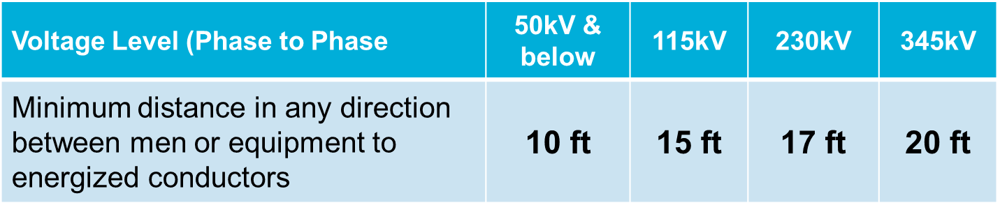 Voltage Level (Phase to Phase
50kV &
below
115kV
230kV
345kV
Minimum distance in any direction
between men or equipment to
energized conductors
10 ft
15 ft
17 ft
20 ft